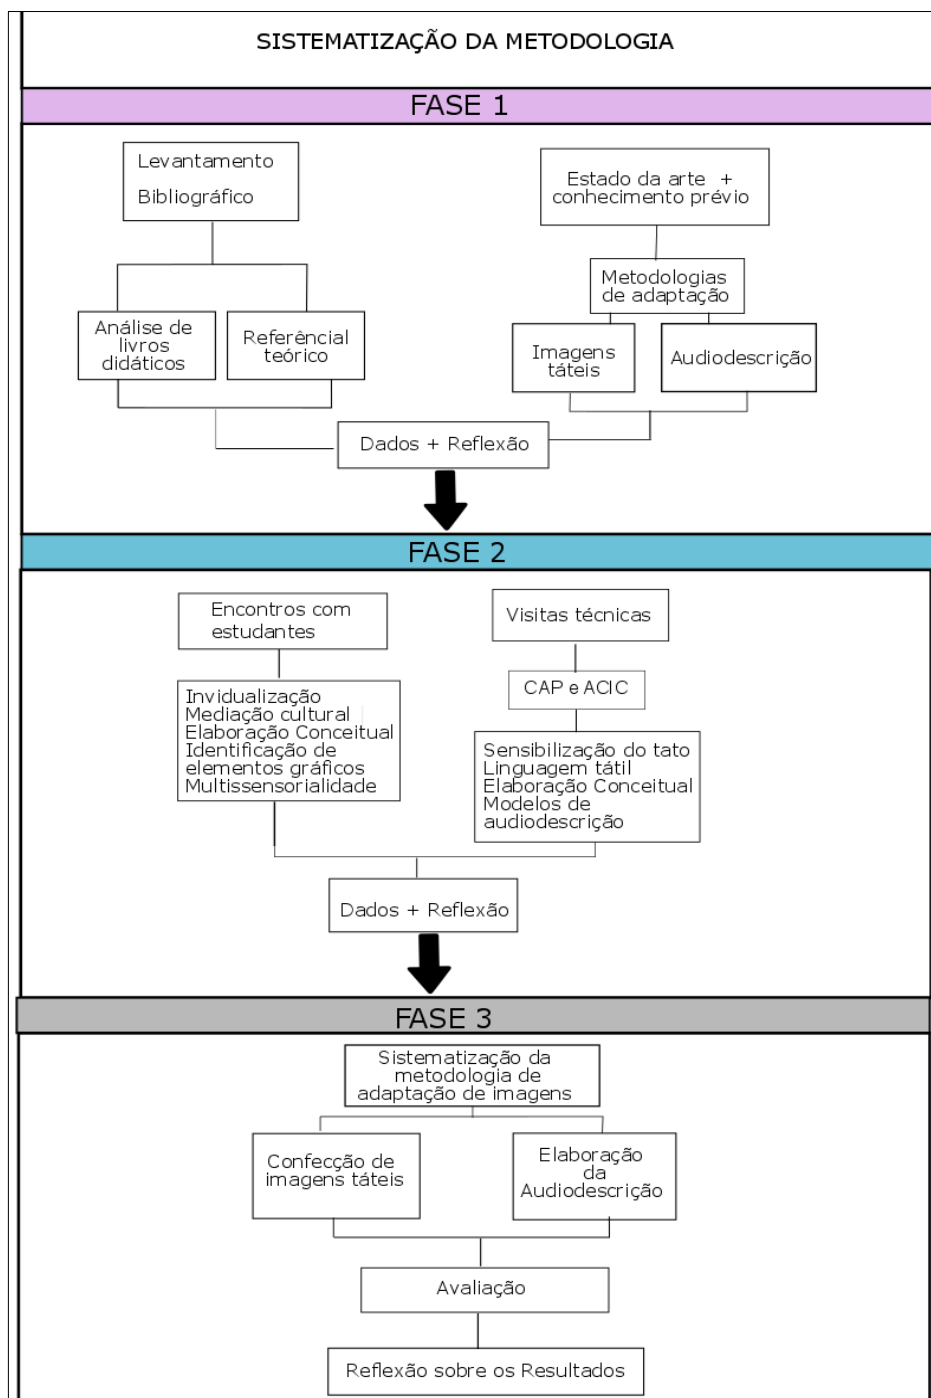 SISTEMATIZAÇÃO DA METODOLOGIA
FASE 1
Levantamento
Bibliográfico
Estado da arte +
conhecimento prévio
Metodologias
de adaptação
Análise de
livros
didáticos
Referêncial
teórico
Imagens
táteis
Audiodescrição
Dados + Reflexão
FASE 2
Encontros com
estudantes
Visitas técnicas
CAP e ACIC
Invidualização
Mediação cultural
Elaboração Conceitual
Identificação de
elementos gráficos
Multissensorialidade
Sensibilização do tato
Linguagem tátil
Elaboração Conceitual
Modelos de
audiodescrição
Dados + Reflexão
FASE 3
Sistematização da
metodologia de
adaptação de imagens
Confecção de
imagens táteis
Elaboração
da
Audiodescrição
Avaliação
Reflexão sobre os Resultados